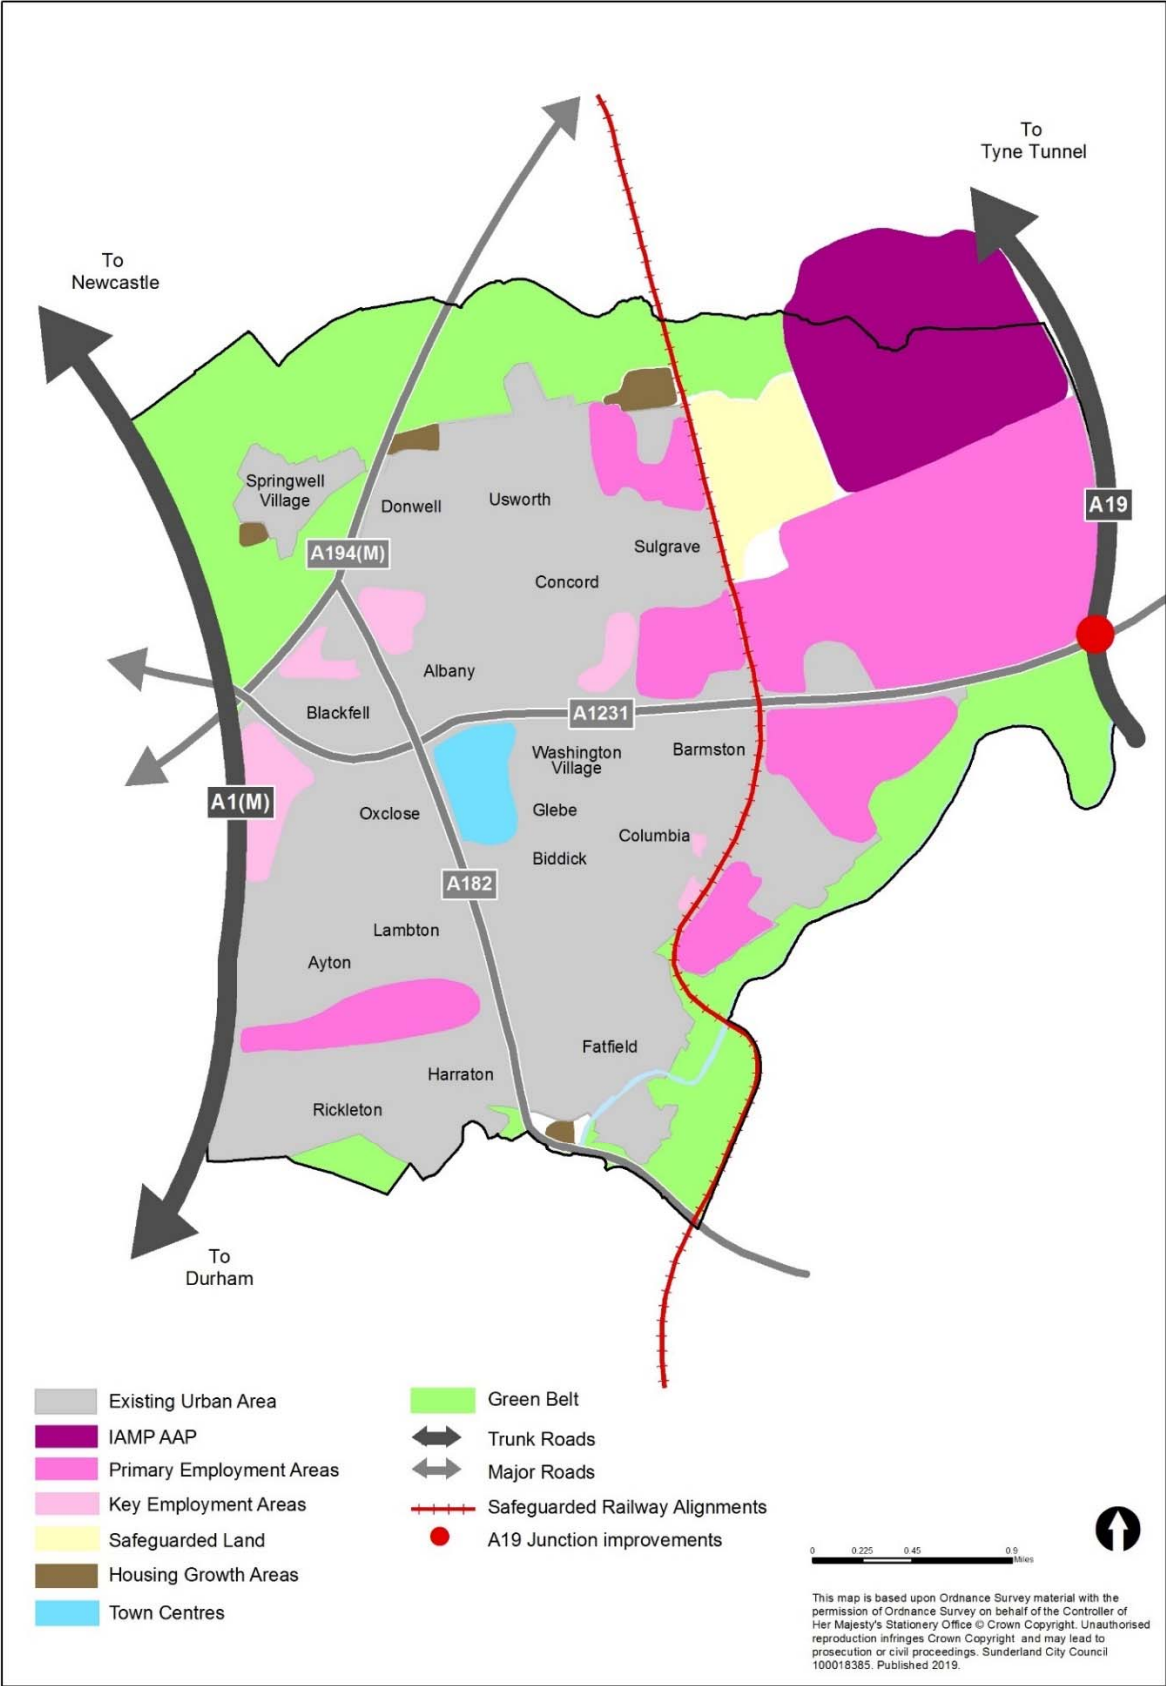 To
Tyne Tunnel
To
Newcastle
Springwell
Village
Donwell
Usworth
A19
A194(M)
Sulgrave
Concord
Albany
Blackfell
A1231
Washington
Village
Barmston
A1(M)
Oxclose
Glebe
Columbia
Biddick
A182
Lambton
Ayton
Fatfield
Harraton
Rickleton
To
Durham
Existing Urban Area
IAMP AAP
Primary Employment Areas
Key Employment Areas
Safeguarded Land
Housing Growth Areas
Town Centres
Green Belt
Trunk Roads
Major Roads
Safeguarded Railway Alignments
A19 Junction improvements
0 0.225 0.45 0.9
Miles
This map is based upon Ordnance Survey material with the
permission of Ordnance Survey on behalf of the Controller of
Her Majesty's Stationery Office © Crown Copyright. Unauthorised
reproduction infringes Crown Copyright and may lead to
prosecution or civil proceedings. Sunderland City Council
100018385. Published 2019.